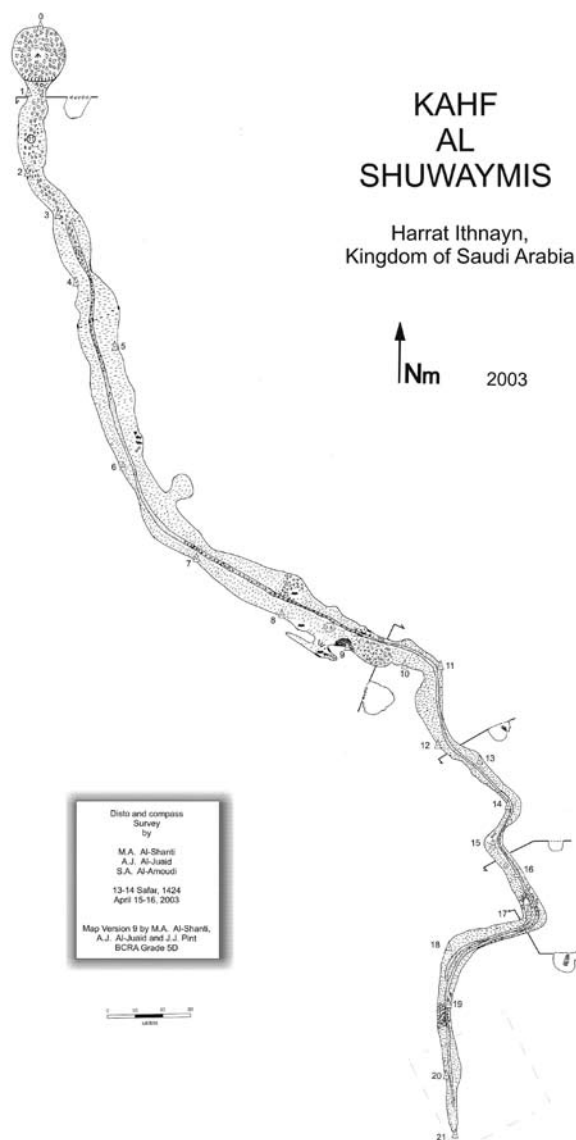 KAHF
AL
SHUWAYMIS
Harrat Ithnayn,
Kingdom of Saudi Arabia
Nm
2003
0
1
2
3
4
5
6
7
8
9
10
11
12
13
14
15
16
17
18
19
20
21
Disto and compass
Survey
by
M.A. Al-Shanti
A.J. Al-Juaid
S.A. Al-Amoudi
13-14 Safar, 1424
April 15-16, 2003
Map Version 9 by M.A. Al-Shanti,
A.J. Al-Juaid and J.J. Pint
BCRA Grade 5D